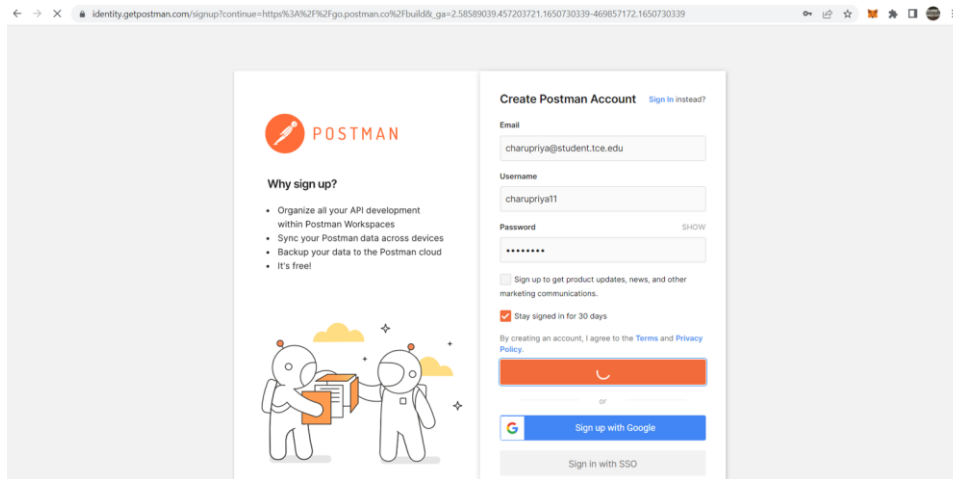 identity.getpostman.com/signup?continue=https%3A%2F%2Fgo.postman.co%2Fbuild&_ga=2.58589039.457203721.1650730339-469857172.1650730339
POSTMAN
Why sign up?
• Organize all your API development
within Postman Workspaces
• Sync your Postman data across devices
• Backup your data to the Postman cloud
• It's free!
Create Postman Account Sign In instead?
Email
charupriya@student.tce.edu
Username
charupriya11
Password SHOW
••••••••
Sign up to get product updates, news, and other
marketing communications.
Stay signed in for 30 days
By creating an account, I agree to the Terms and Privacy
Policy.
or
Sign up with Google
Sign in with SSO